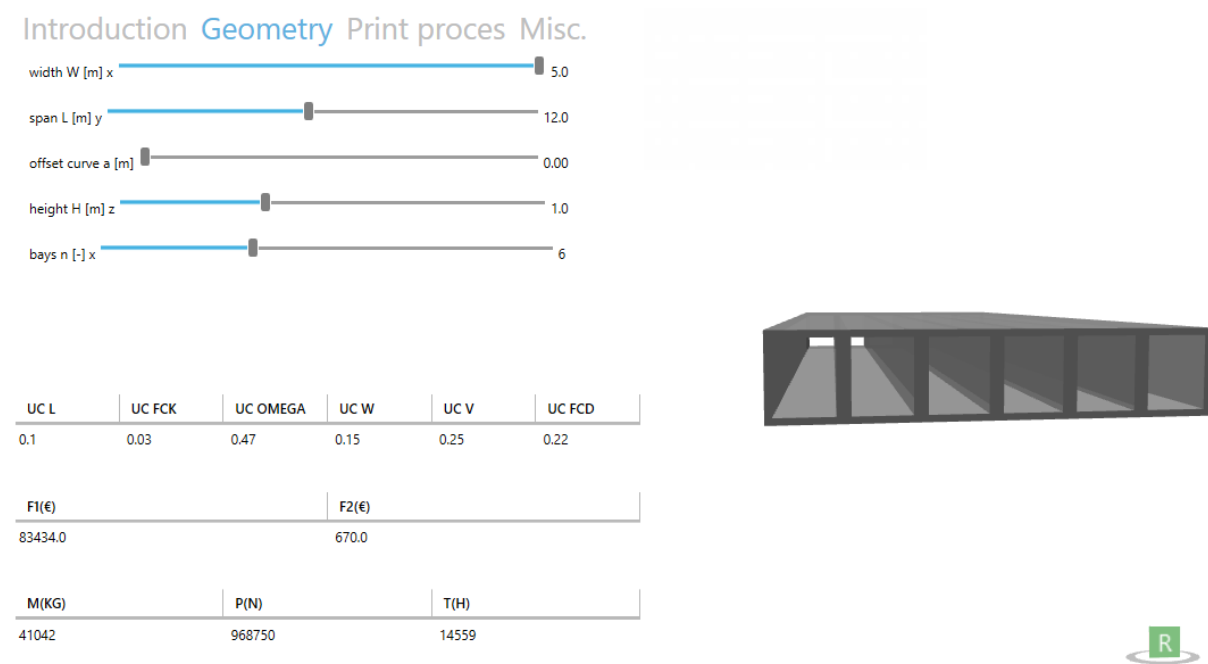 Introduction Geometry Print proces Misc.
width W [m] x 5.0
span L [m] y 12.0
offset curve a [m] 0.00
height H [m] z 1.0
bays n [-] x 6
UC L UC FCK UC OMEGA UC W UC V UC FCD
0.1 0.03 0.47 0.15 0.25 0.22
F1(€) F2(€)
83434.0 670.0
M(KG) P(N) T(H)
41042 968750 14559
R